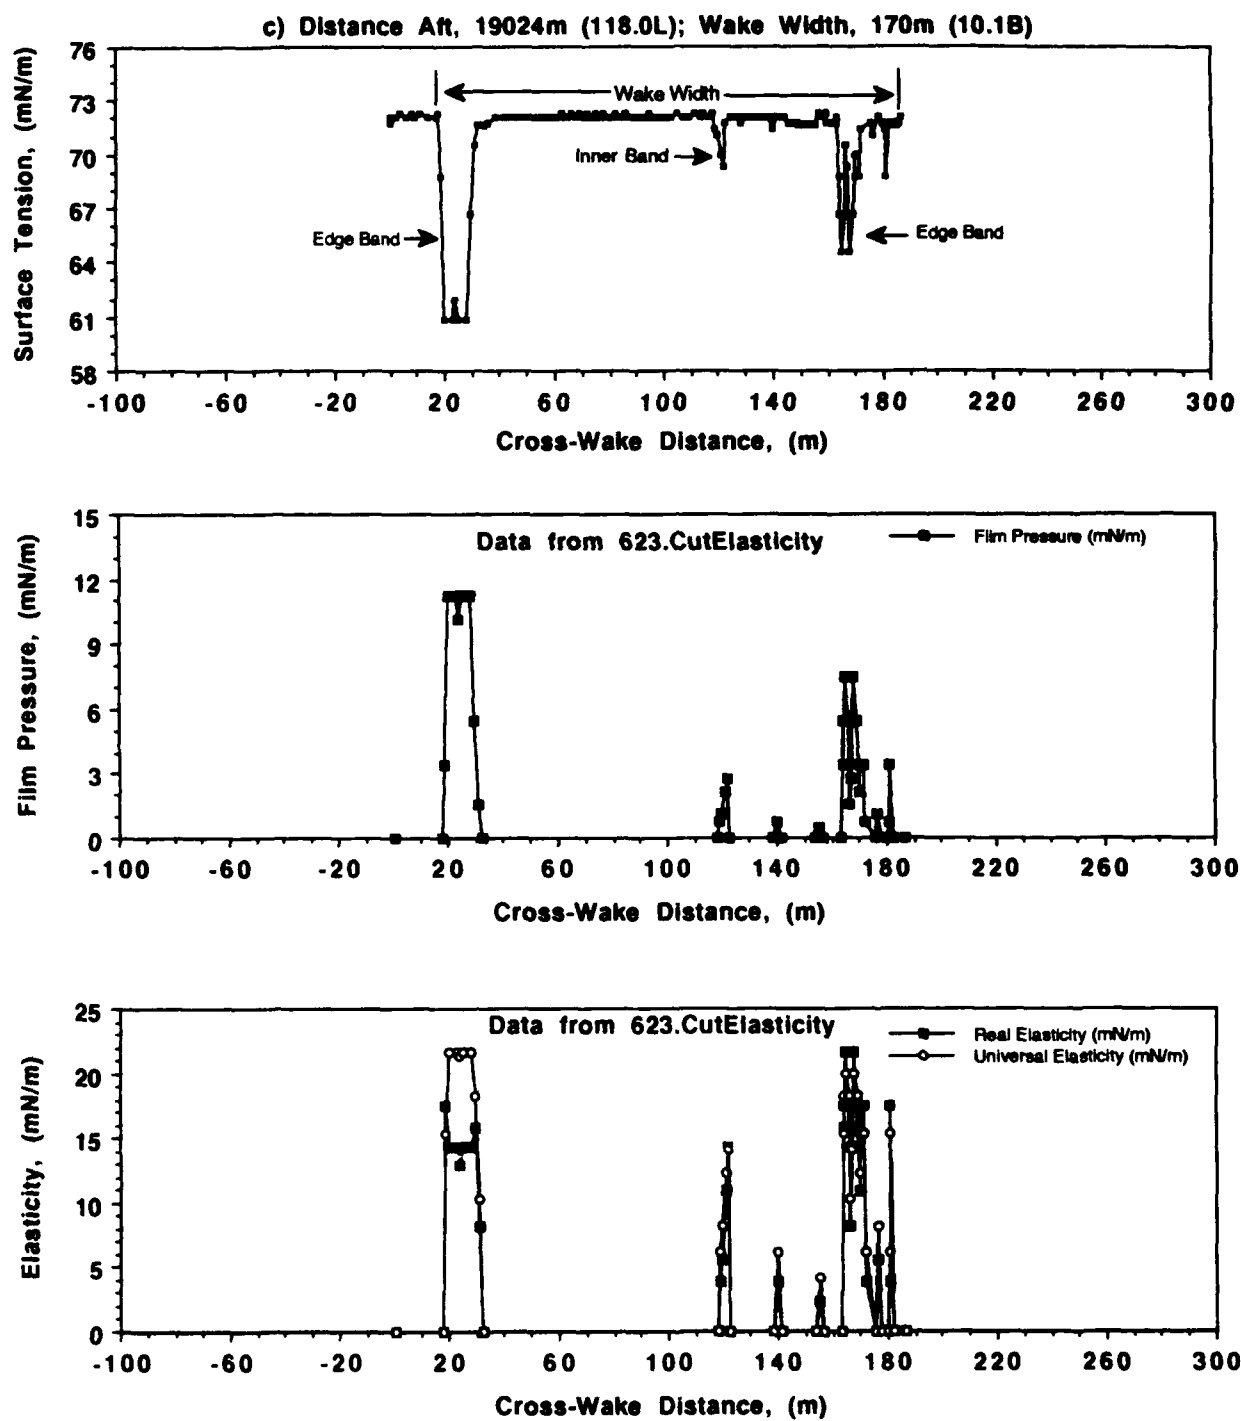 c) Distance Aft, 19024m (118.0L); Wake Width, 170m (10.1B)
76
73
70
67
64
61
58
Surface Tension, (mN/m)
Wake Width
Inner Band
Edge Band
Edge Band
-100 -60 -20 20 60 100 140 180 220 260 300
Cross-Wake Distance, (m)
15
12
9
6
3
0
Film Pressure, (mN/m)
Data from 623.CutElasticity
Film Pressure (mN/m)
-100 -60 -20 20 60 100 140 180 220 260 300
Cross-Wake Distance, (m)
25
20
15
10
5
0
Elasticity, (mN/m)
Data from 623.CutElasticity
Real Elasticity (mN/m)
Universal Elasticity (mN/m)
-100 -60 -20 20 60 100 140 180 220 260 300
Cross-Wake Distance, (m)